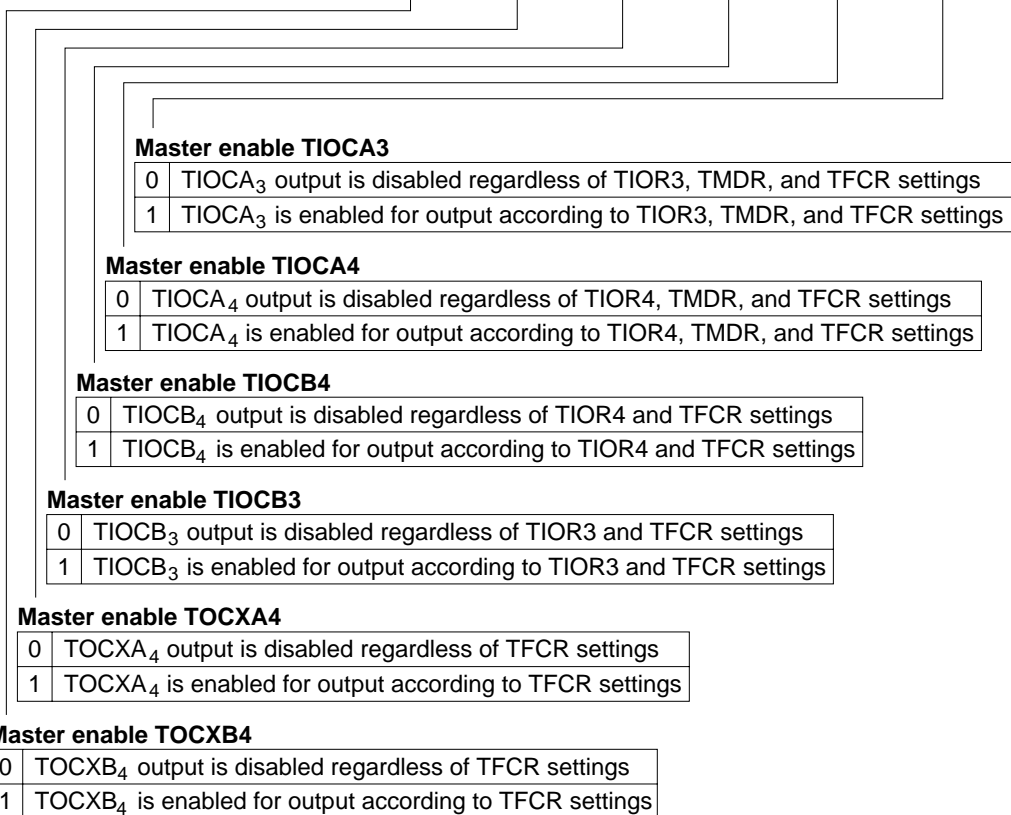 Master enable TIOCA3
0 TIOCA3 output is disabled regardless of TIOR3, TMDR, and TFCR settings
1 TIOCA3 is enabled for output according to TIOR3, TMDR, and TFCR settings
Master enable TIOCA4
0 TIOCA4 output is disabled regardless of TIOR4, TMDR, and TFCR settings
1 TIOCA4 is enabled for output according to TIOR4, TMDR, and TFCR settings
Master enable TIOCB4
0 TIOCB4 output is disabled regardless of TIOR4 and TFCR settings
1 TIOCB4 is enabled for output according to TIOR4 and TFCR settings
Master enable TIOCB3
0 TIOCB3 output is disabled regardless of TIOR3 and TFCR settings
1 TIOCB3 is enabled for output according to TIOR3 and TFCR settings
Master enable TOCXA4
0 TOCXA4 output is disabled regardless of TFCR settings
1 TOCXA4 is enabled for output according to TFCR settings
Master enable TOCXB4
0 TOCXB4 output is disabled regardless of TFCR settings
1 TOCXB4 is enabled for output according to TFCR settings